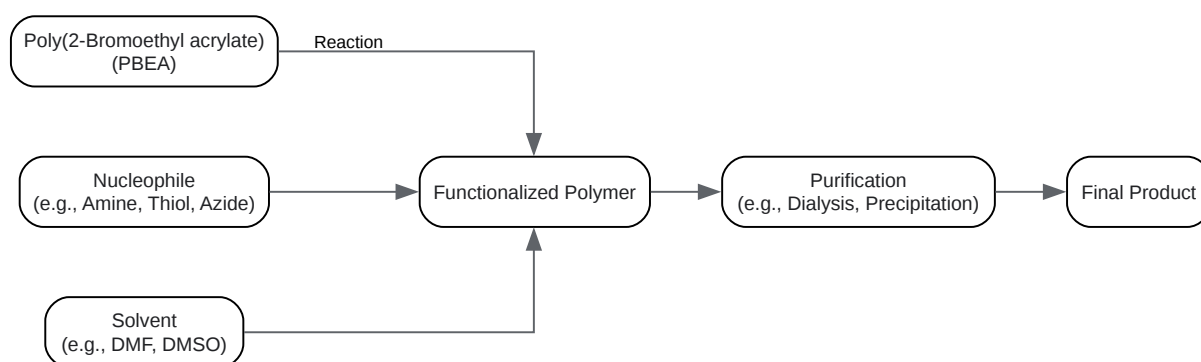 Poly(2-Bromoethyl acrylate)
(PBEA)
Reaction
Nucleophile
(e.g., Amine, Thiol, Azide)
Functionalized Polymer
Purification
(e.g., Dialysis, Precipitation)
Final Product
Solvent
(e.g., DMF, DMSO)